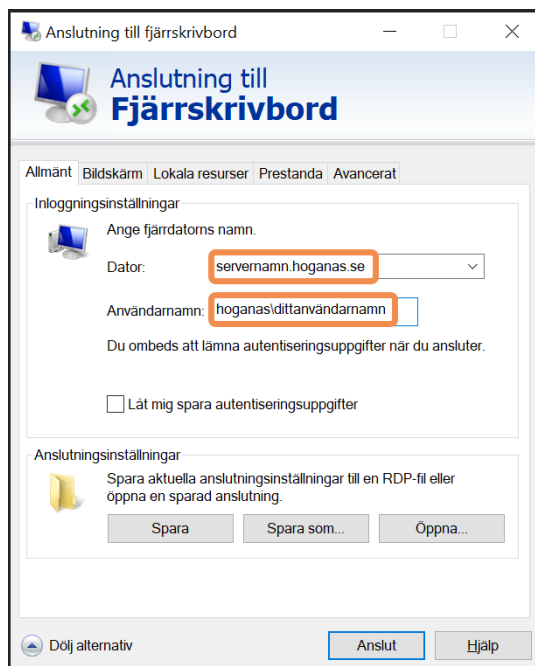 Anslutning till fjärrskrivbord
Anslutning till
Fjärrskrivbord
Allmänt Bildskärm Lokala resurser Prestanda Avancerat
Inloggningsinställningar
Ange fjärrdatorns namn.
Dator: servernamn.hoganas.se
Användarnamn: hoganas\dittanvändarnamn
Du ombeds att lämna autentiseringsuppgifter när du ansluter.
Låt mig spara autentiseringsuppgifter
Anslutningsinställningar
Spara aktuella anslutningsinställningar till en RDP-fil eller
öppna en sparad anslutning.
Spara Spara som... Öppna...
Dölj alternativ Anslut Hjälp